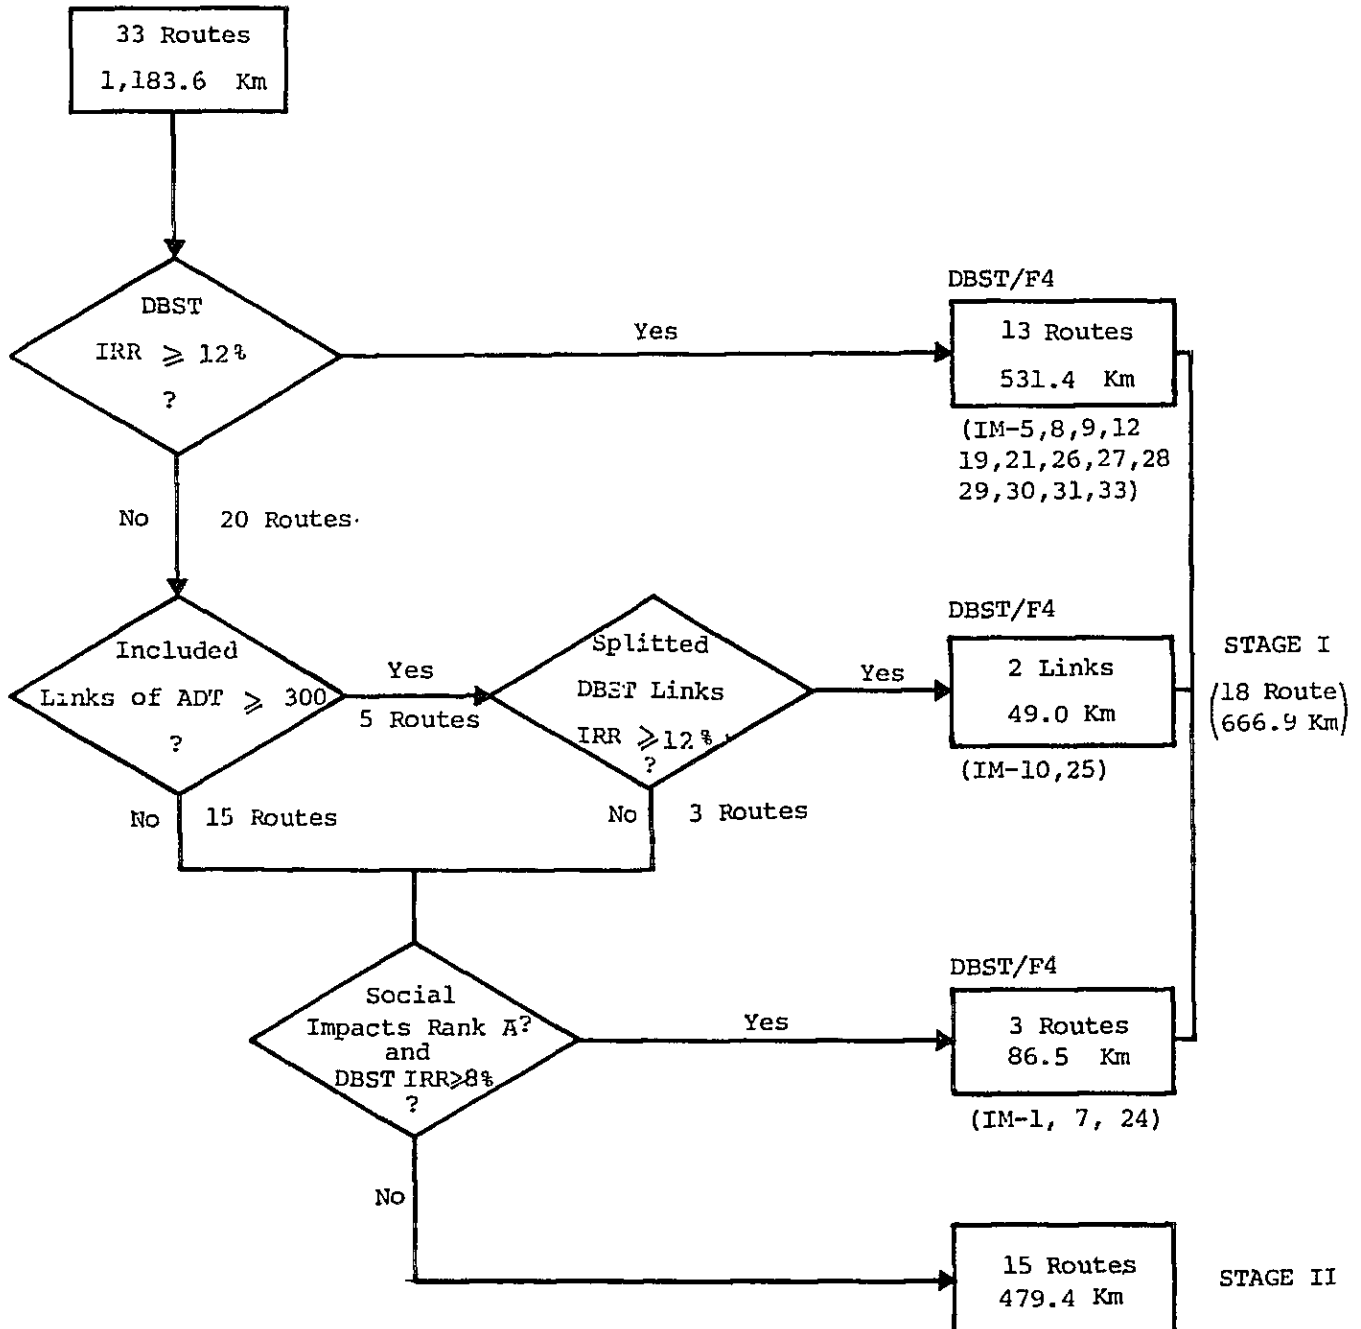 33 Routes
1,183.6 Km
DBST
IRR ⩾ 12%
?
Yes
DBST/F4
13 Routes
531.4 Km
(IM-5,8,9,12
19,21,26,27,28
29,30,31,33)
No
20 Routes.
Included
Links of ADT ⩾ 300
?
Yes
5 Routes
Splitted
DBST Links
IRR ⩾12%
?
Yes
DBST/F4
2 Links
49.0 Km
(IM-10,25)
STAGE I
(18 Route)
(666.9 Km)
No
15 Routes
No
3 Routes
Social
Impacts Rank A?
and
DBST IRR⩾8%
?
Yes
DBST/F4
3 Routes
86.5 Km
(IM-1, 7, 24)
No
15 Routes
479.4 Km
STAGE II